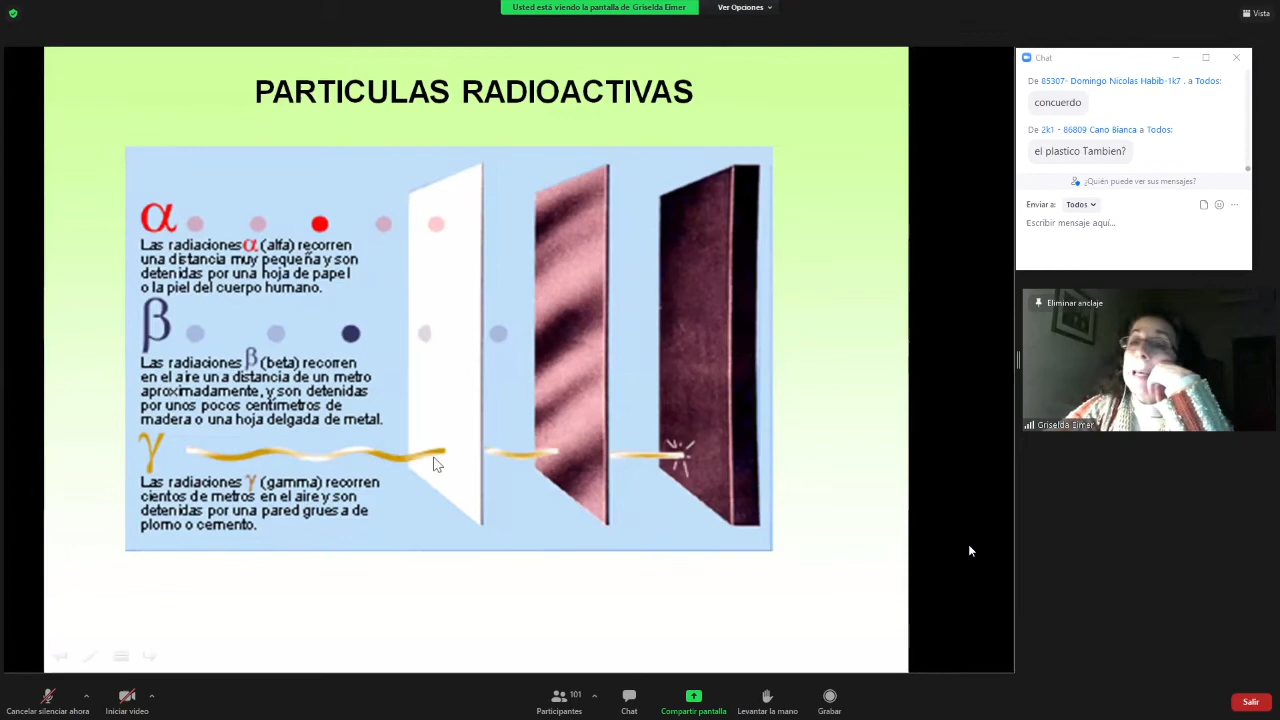 Usted está viendo la pantalla de Griselda Eimer
Ver Opciones
Vista
PARTICULAS RADIOACTIVAS
α
Las radiaciones α (alfa) recorren
una distancia muy pequeña y son
detenidas por una hoja de papel
o la piel del cuerpo humano.
β
Las radiaciones β (beta) recorren
en el aire una distancia de un metro
aproximadamente, y son detenidas
por unos pocos centímetros de
madera o una hoja delgada de metal.
γ
Las radiaciones γ (gamma) recorren
cientos de metros en el aire y son
detenidas por una pared gruesa de
plomo o cemento.
Chat
De 85307- Domingo Nicolas Habib-1k7 . a Todos:
concuerdo
De 2k1 - 86809 Cano Bianca a Todos:
el plastico Tambien?
¿Quién puede ver sus mensajes?
Enviar a: Todos
Escribir mensaje aquí...
Eliminar anclaje
Griselda Eimer
Cancelar silenciar ahora
Iniciar video
101
Participantes
Chat
Compartir pantalla
Levantar la mano
Grabar
Salir